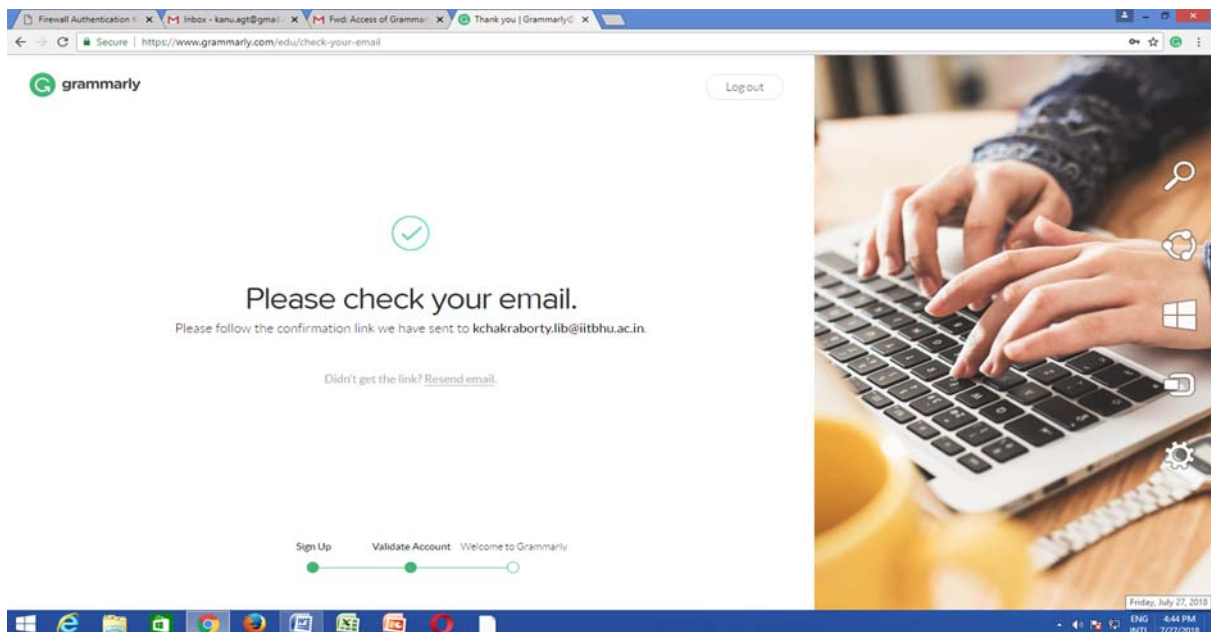 Firewall Authentication
Inbox - kanu.agt@gmail.
Fwd: Access of Grammar
Thank you | Grammarly©
Secure | https://www.grammarly.com/edu/check-your-email
grammarly
Log out
Please check your email.
Please follow the confirmation link we have sent to kchakraborty.lib@iitbhu.ac.in.
Didn't get the link? Resend email.
Sign Up Validate Account Welcome to Grammarly
Friday, July 27, 2018
ENG 4:44 PM
INTL 7/27/2018